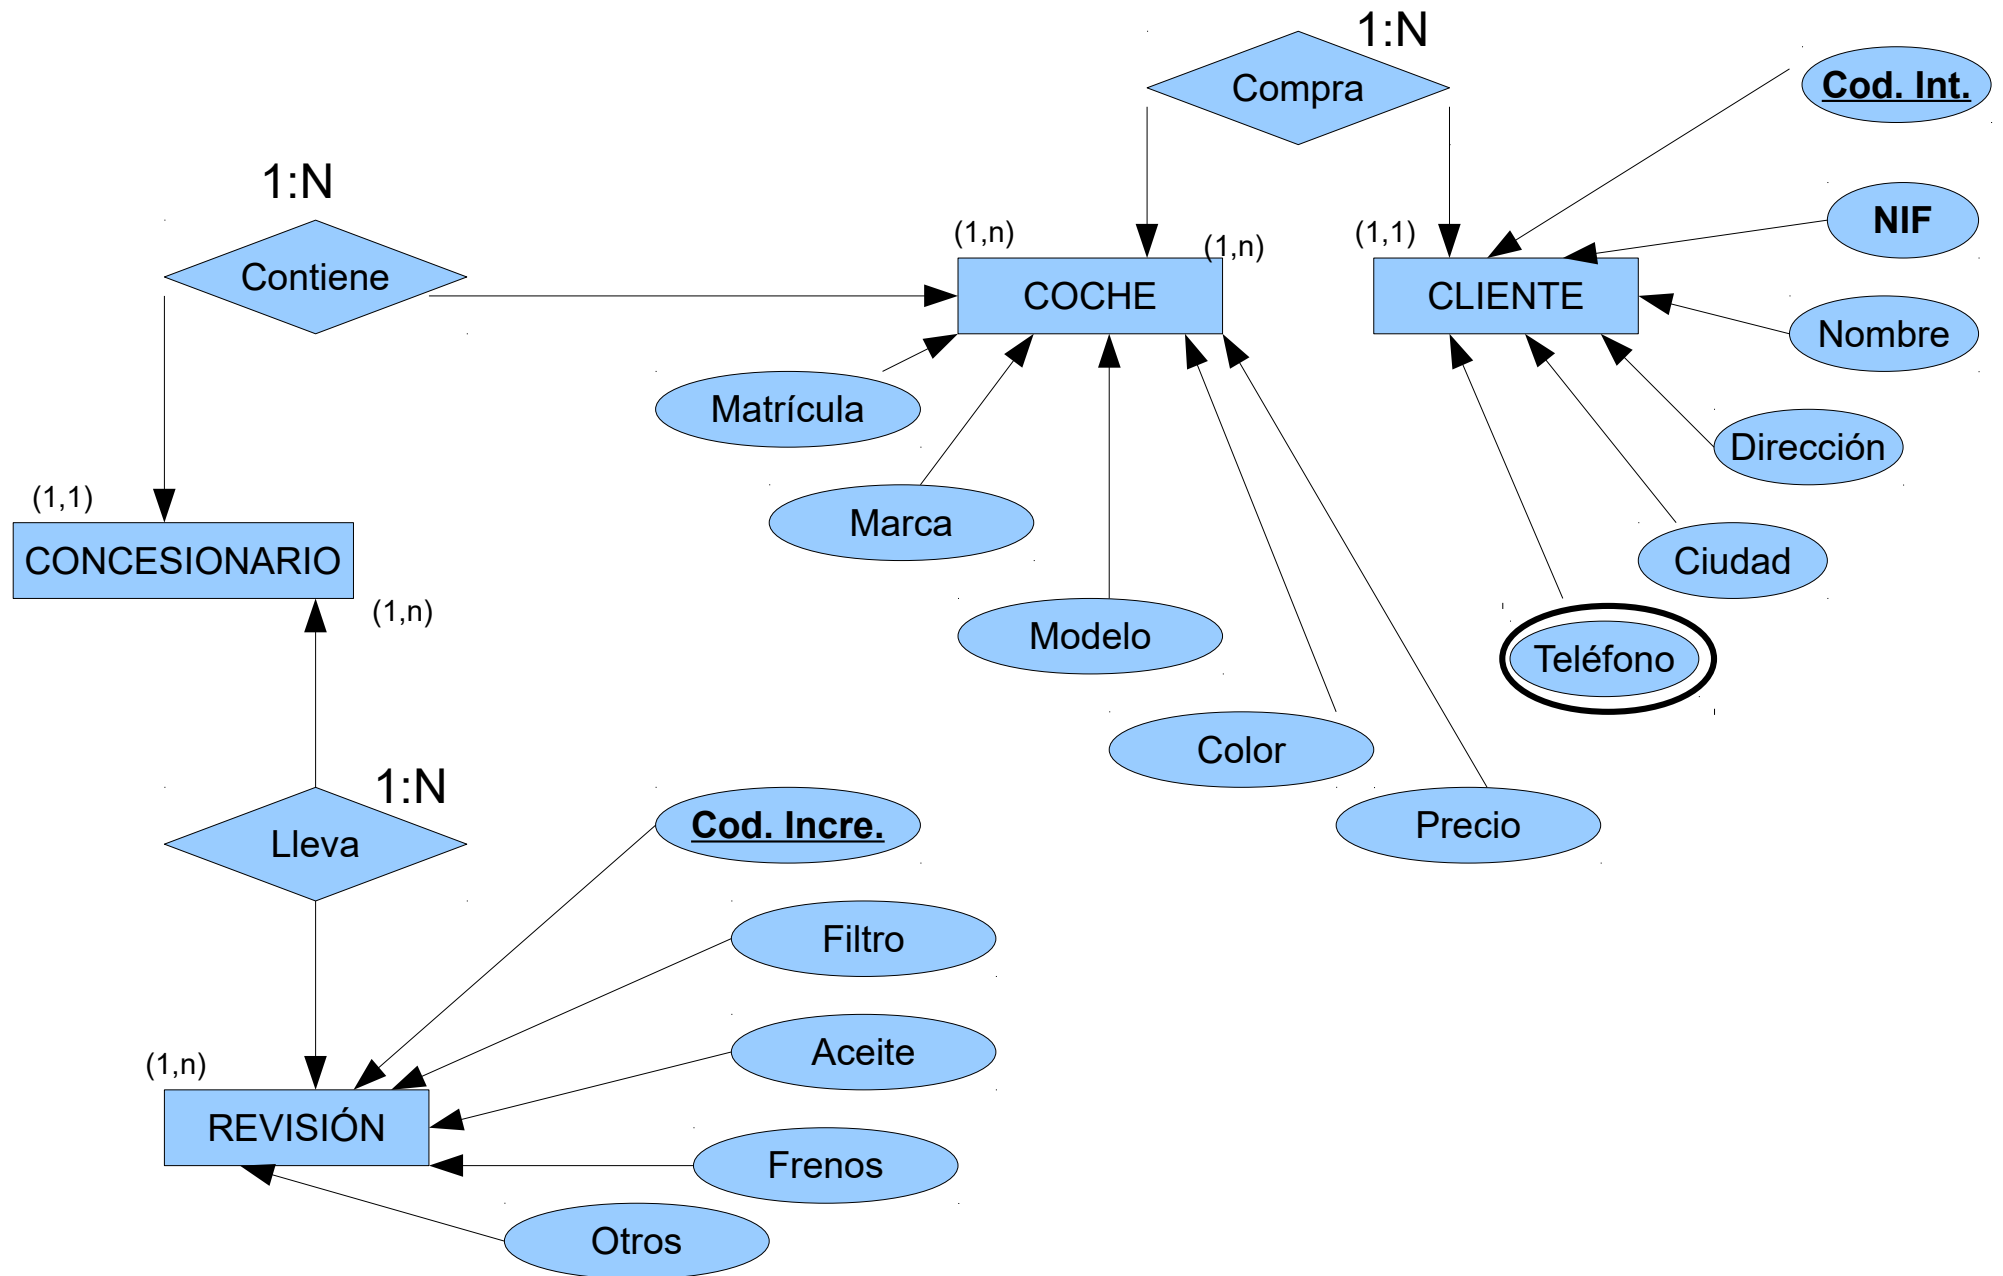 1:N
Compra
Cod. Int.
1:N
NIF
Contiene
(1,n)
(1,n)
(1,1)
COCHE
CLIENTE
Nombre
Matrícula
Dirección
(1,1)
Marca
CONCESIONARIO
Ciudad
(1,n)
Modelo
Teléfono
Color
1:N
Lleva
Cod. Incre.
Precio
Filtro
Aceite
(1,n)
REVISIÓN
Frenos
Otros